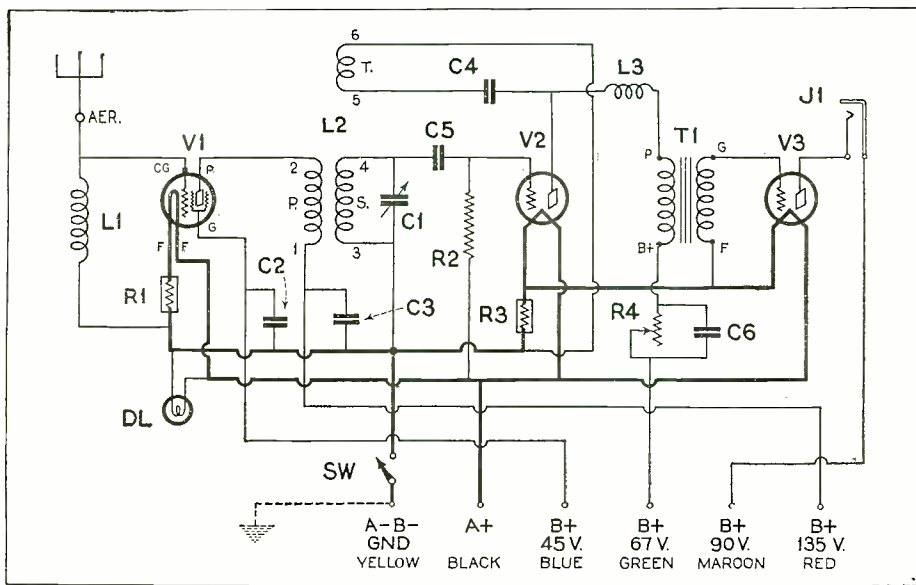 6
T.
5
C4
L3
J1
AER.
V1
CG
P.
L2
2
P.
1
4
S.
3
C5
V2
T1
P
G
V3
L1
G
F
F
C1
R2
B+
F
R1
C2
C3
R3
R4
C6
DL
SW
A-B-
GND
YELLOW
A+
BLACK
B+
45 V.
BLUE
B+
67 V.
GREEN
B+
90 V.
MAROON
B+
135 V.
RED